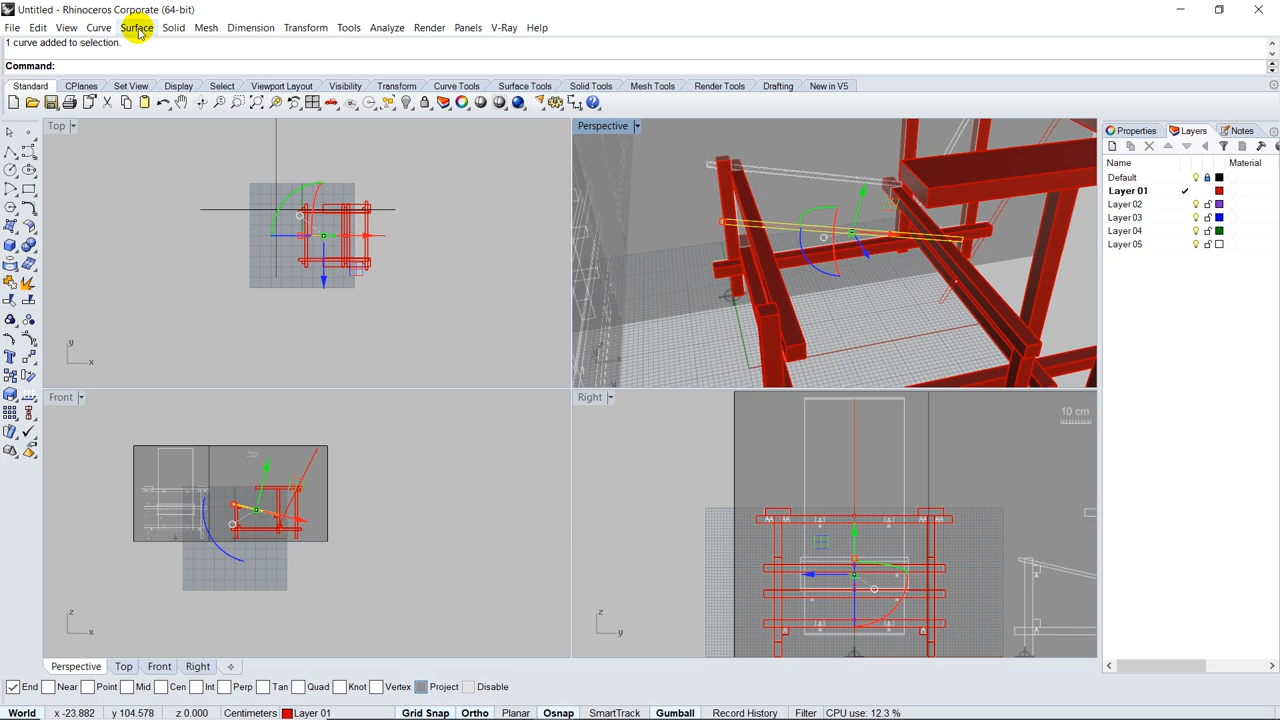 Untitled - Rhinoceros Corporate (64-bit)
File Edit View Curve Surface Solid Mesh Dimension Transform Tools Analyze Render Panels V-Ray Help
1 curve added to selection.
Command:
Standard CPlanes Set View Display Select Viewport Layout Visibility Transform Curve Tools Surface Tools Solid Tools Mesh Tools Render Tools Drafting New in V5
Top
Perspective
Properties Layers Notes
Name Material
Default
Layer 01
Layer 02
Layer 03
Layer 04
Layer 05
y
x
Front
Right
10 cm
z
x
z
y
Perspective Top Front Right
End Near Point Mid Cen Int Perp Tan Quad Knot Vertex Project Disable
World x -23.882 y 104.578 z 0.000 Centimeters Layer 01 Grid Snap Ortho Planar Osnap SmartTrack Gumball Record History Filter CPU use: 12.3 %